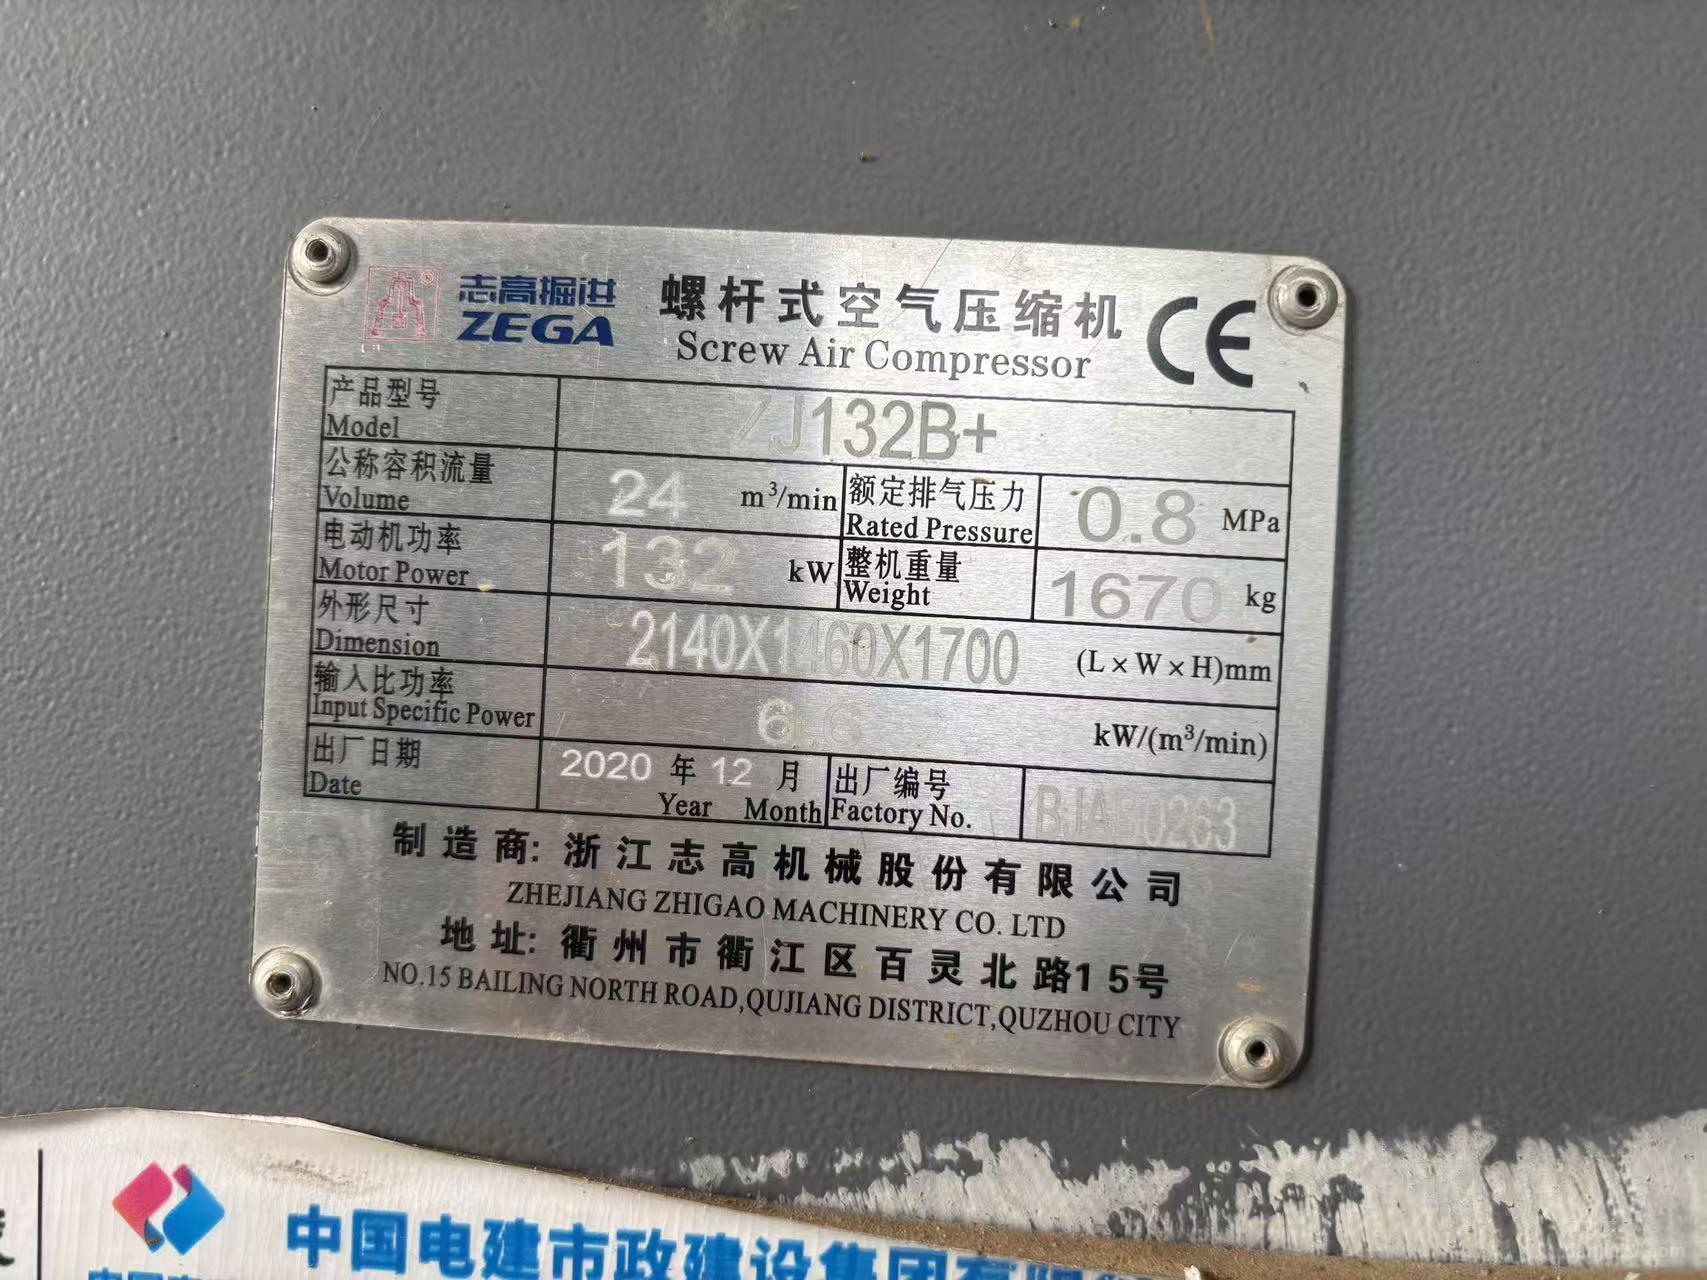 志高掘进
ZEGA
螺杆式空气压缩机
Screw Air Compressor
CE
产品型号
Model
ZJ132B+
公称容积流量
Volume
24 m³/min
额定排气压力
Rated Pressure
0.8 MPa
电动机功率
Motor Power
132 kW
整机重量
Weight
1670 kg
外形尺寸
Dimension
2140X1460X1700 (L×W×H)mm
输入比功率
Input Specific Power
kW/(m³/min)
出厂日期
Date
2020 年 12 月
Year Month
出厂编号
Factory No.
制造商:浙江志高机械股份有限公司
ZHEJIANG ZHIGAO MACHINERY CO. LTD
地址:衢州市衢江区百灵北路15号
NO.15 BAILING NORTH ROAD,QUJIANG DISTRICT,QUZHOU CITY
中国电建市政建设集团有限